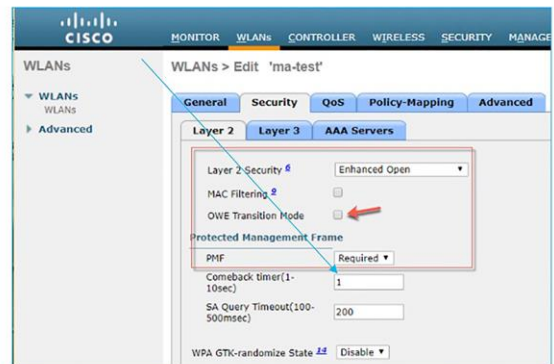 CISCO
MONITOR WLANs CONTROLLER WIRELESS SECURITY MANAGE
WLANs
WLANs
WLANs
Advanced
WLANs > Edit 'ma-test'
General Security QoS Policy-Mapping Advanced
Layer 2 Layer 3 AAA Servers
Layer 2 Security 6 Enhanced Open
MAC Filtering 9
OWE Transition Mode
Protected Management Frame
PMF Required
Comeback timer(1-
10sec) 1
SA Query Timeout(100-
500msec) 200
WPA GTK-randomize State 14 Disable